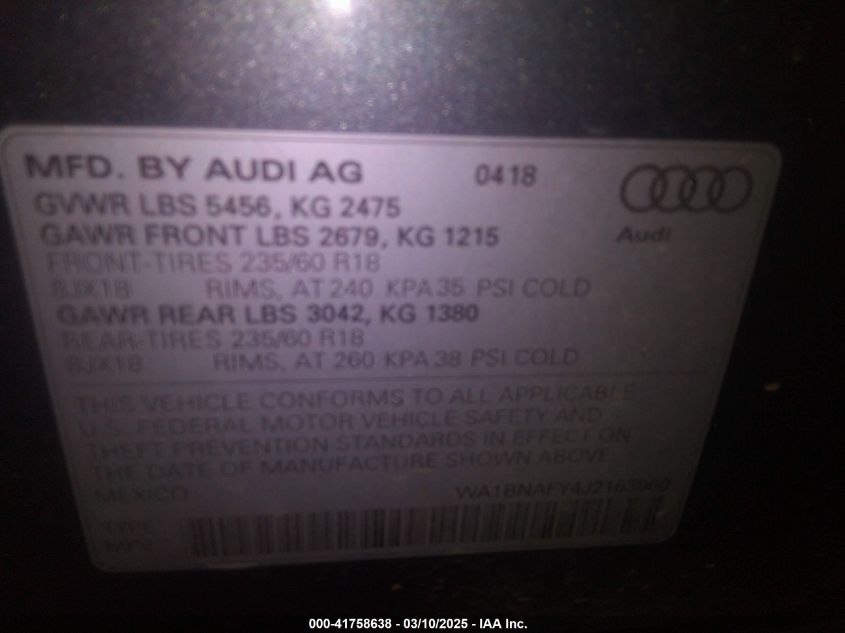 MFD. BY AUDI AG 0418
GVWR LBS 5456, KG 2475
GAWR FRONT LBS 2679, KG 1215
Audi
FRONT-TIRES 235/60 R18
8JX18 RIMS, AT 240 KPA 35 PSI COLD
GAWR REAR LBS 3042, KG 1380
REAR-TIRES 235/60 R18
8JX18 RIMS, AT 260 KPA 38 PSI COLD
THIS VEHICLE CONFORMS TO ALL APPLICABLE
U.S. FEDERAL MOTOR VEHICLE SAFETY AND
THEFT PREVENTION STANDARDS IN EFFECT ON
THE DATE OF MANUFACTURE SHOWN ABOVE
MEXICO
TYPE
MPV
000-41758638 - 03/10/2025 - IAA Inc.